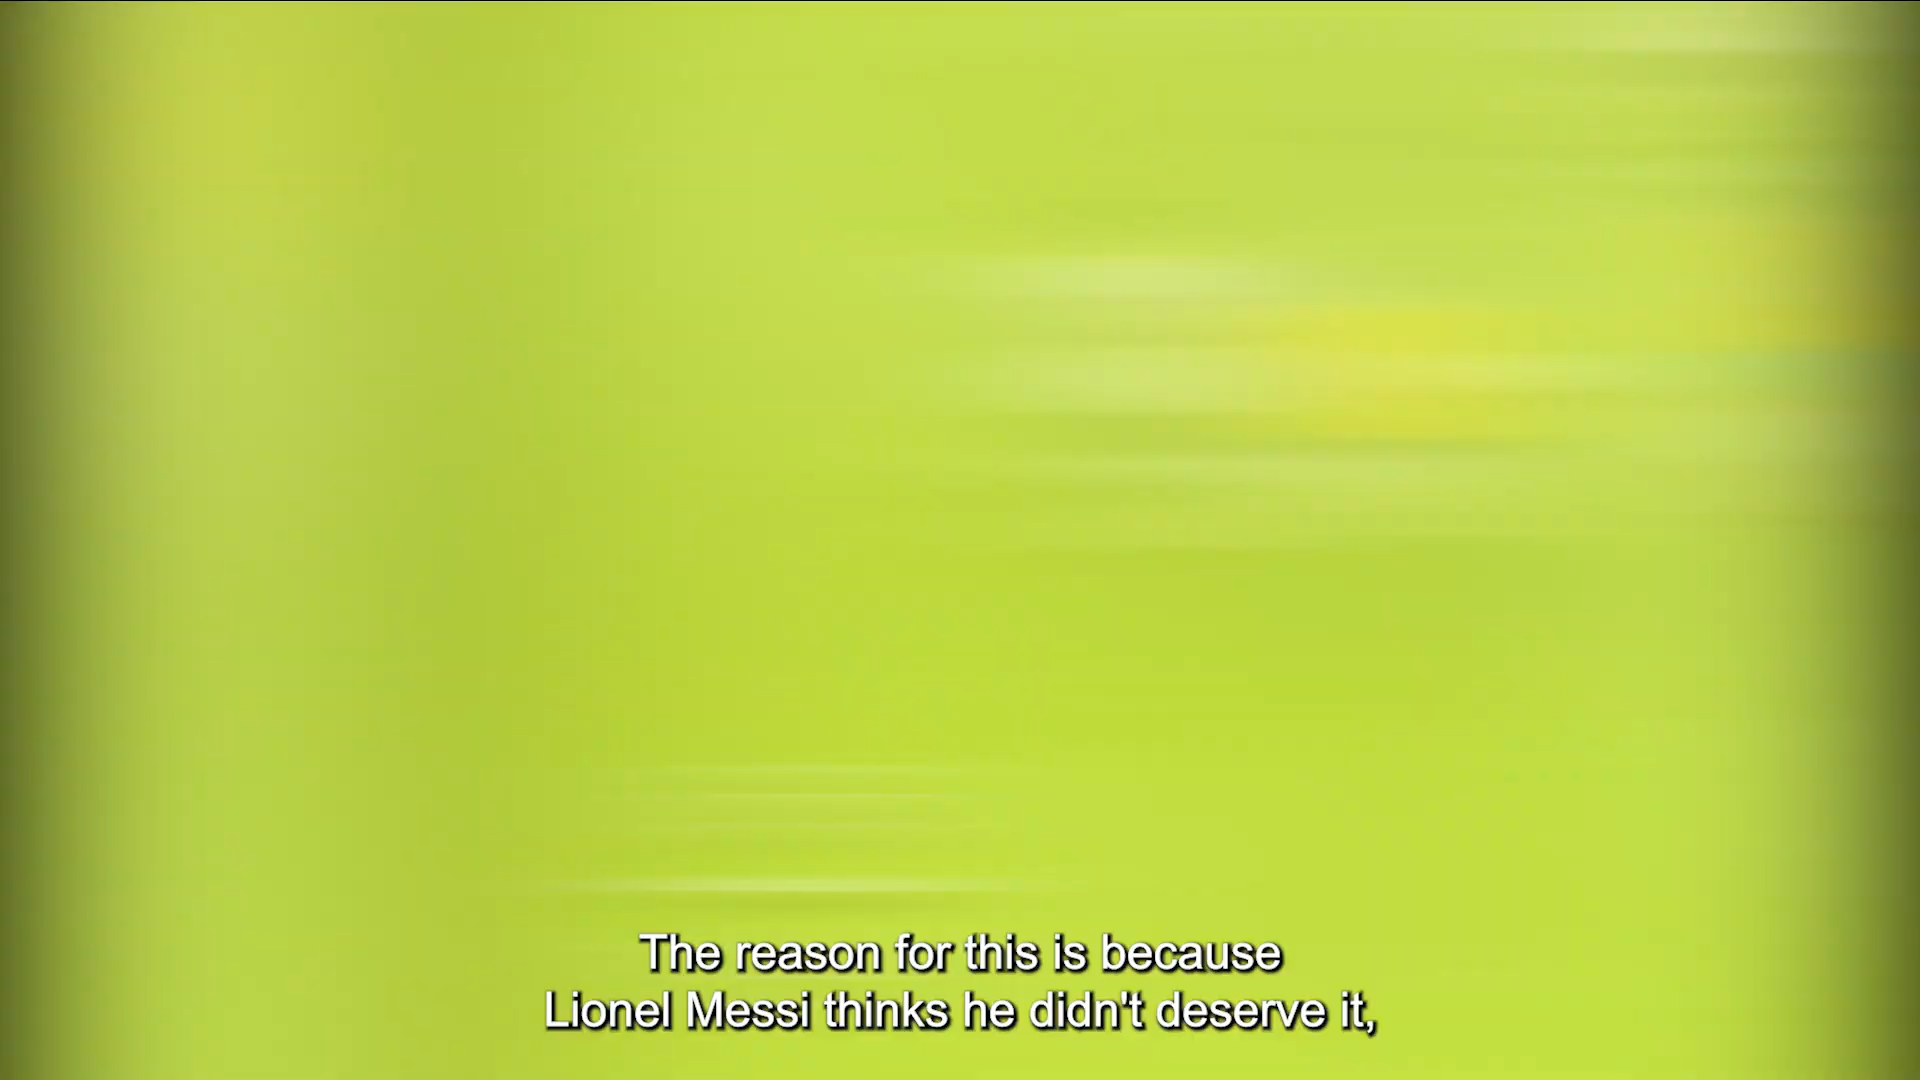 The reason for this is because
Lionel Messi thinks he didn't deserve it,